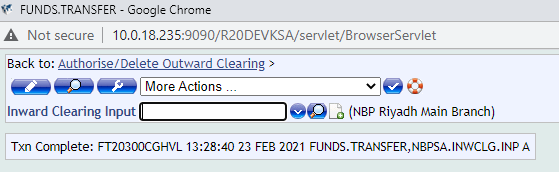 FUNDS.TRANSFER - Google Chrome
Not secure | 10.0.18.235:9090/R20DEVKSA/servlet/BrowserServlet
Back to: Authorise/Delete Outward Clearing >
More Actions ...
Inward Clearing Input (NBP Riyadh Main Branch)
Txn Complete: FT20300CGHVL 13:28:40 23 FEB 2021 FUNDS.TRANSFER,NBPSA.INWCLG.INP A